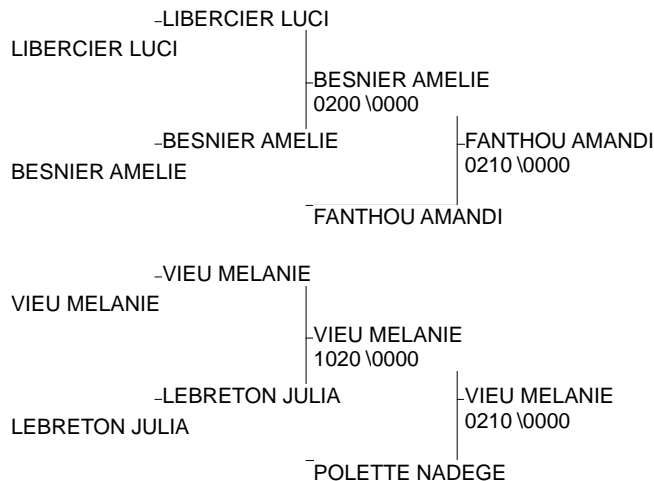 LIBERCIER LUCI
LIBERCIER LUCI
BESNIER AMELIE
0200 \0000
BESNIER AMELIE
FANTHOU AMANDI
BESNIER AMELIE
0210 \0000
FANTHOU AMANDI
VIEU MELANIE
VIEU MELANIE
VIEU MELANIE
1020 \0000
LEBRETON JULIA
VIEU MELANIE
LEBRETON JULIA
0210 \0000
POLETTE NADEGE